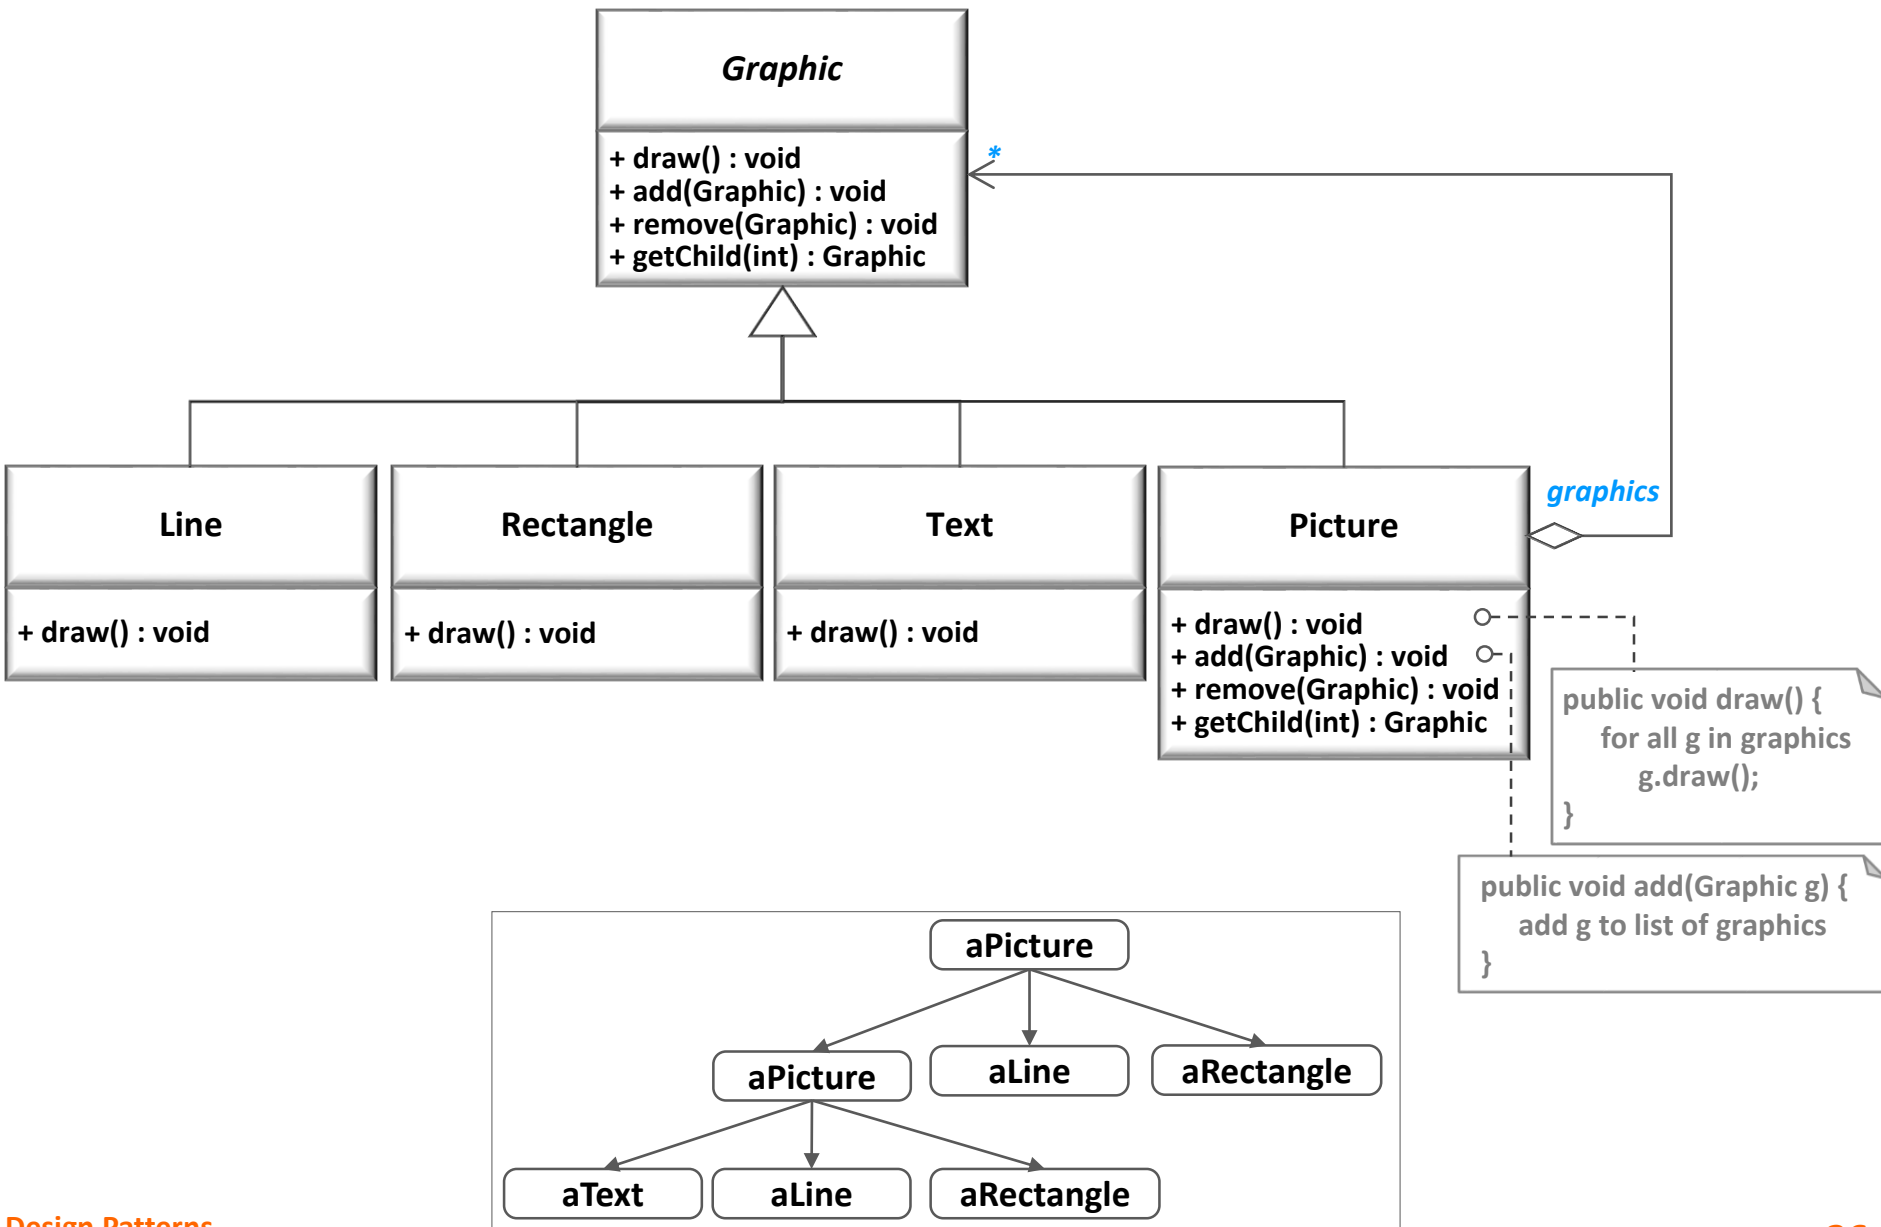 Graphic
+ draw() : void
+ add(Graphic) : void
+ remove(Graphic) : void
+ getChild(int) : Graphic
*
graphics
Line
+ draw() : void
Rectangle
+ draw() : void
Text
+ draw() : void
Picture
+ draw() : void
+ add(Graphic) : void
+ remove(Graphic) : void
+ getChild(int) : Graphic
public void draw() {
for all g in graphics
g.draw();
}
public void add(Graphic g) {
add g to list of graphics
}
aPicture
aPicture
aLine
aRectangle
aText
aLine
aRectangle
Design Patterns